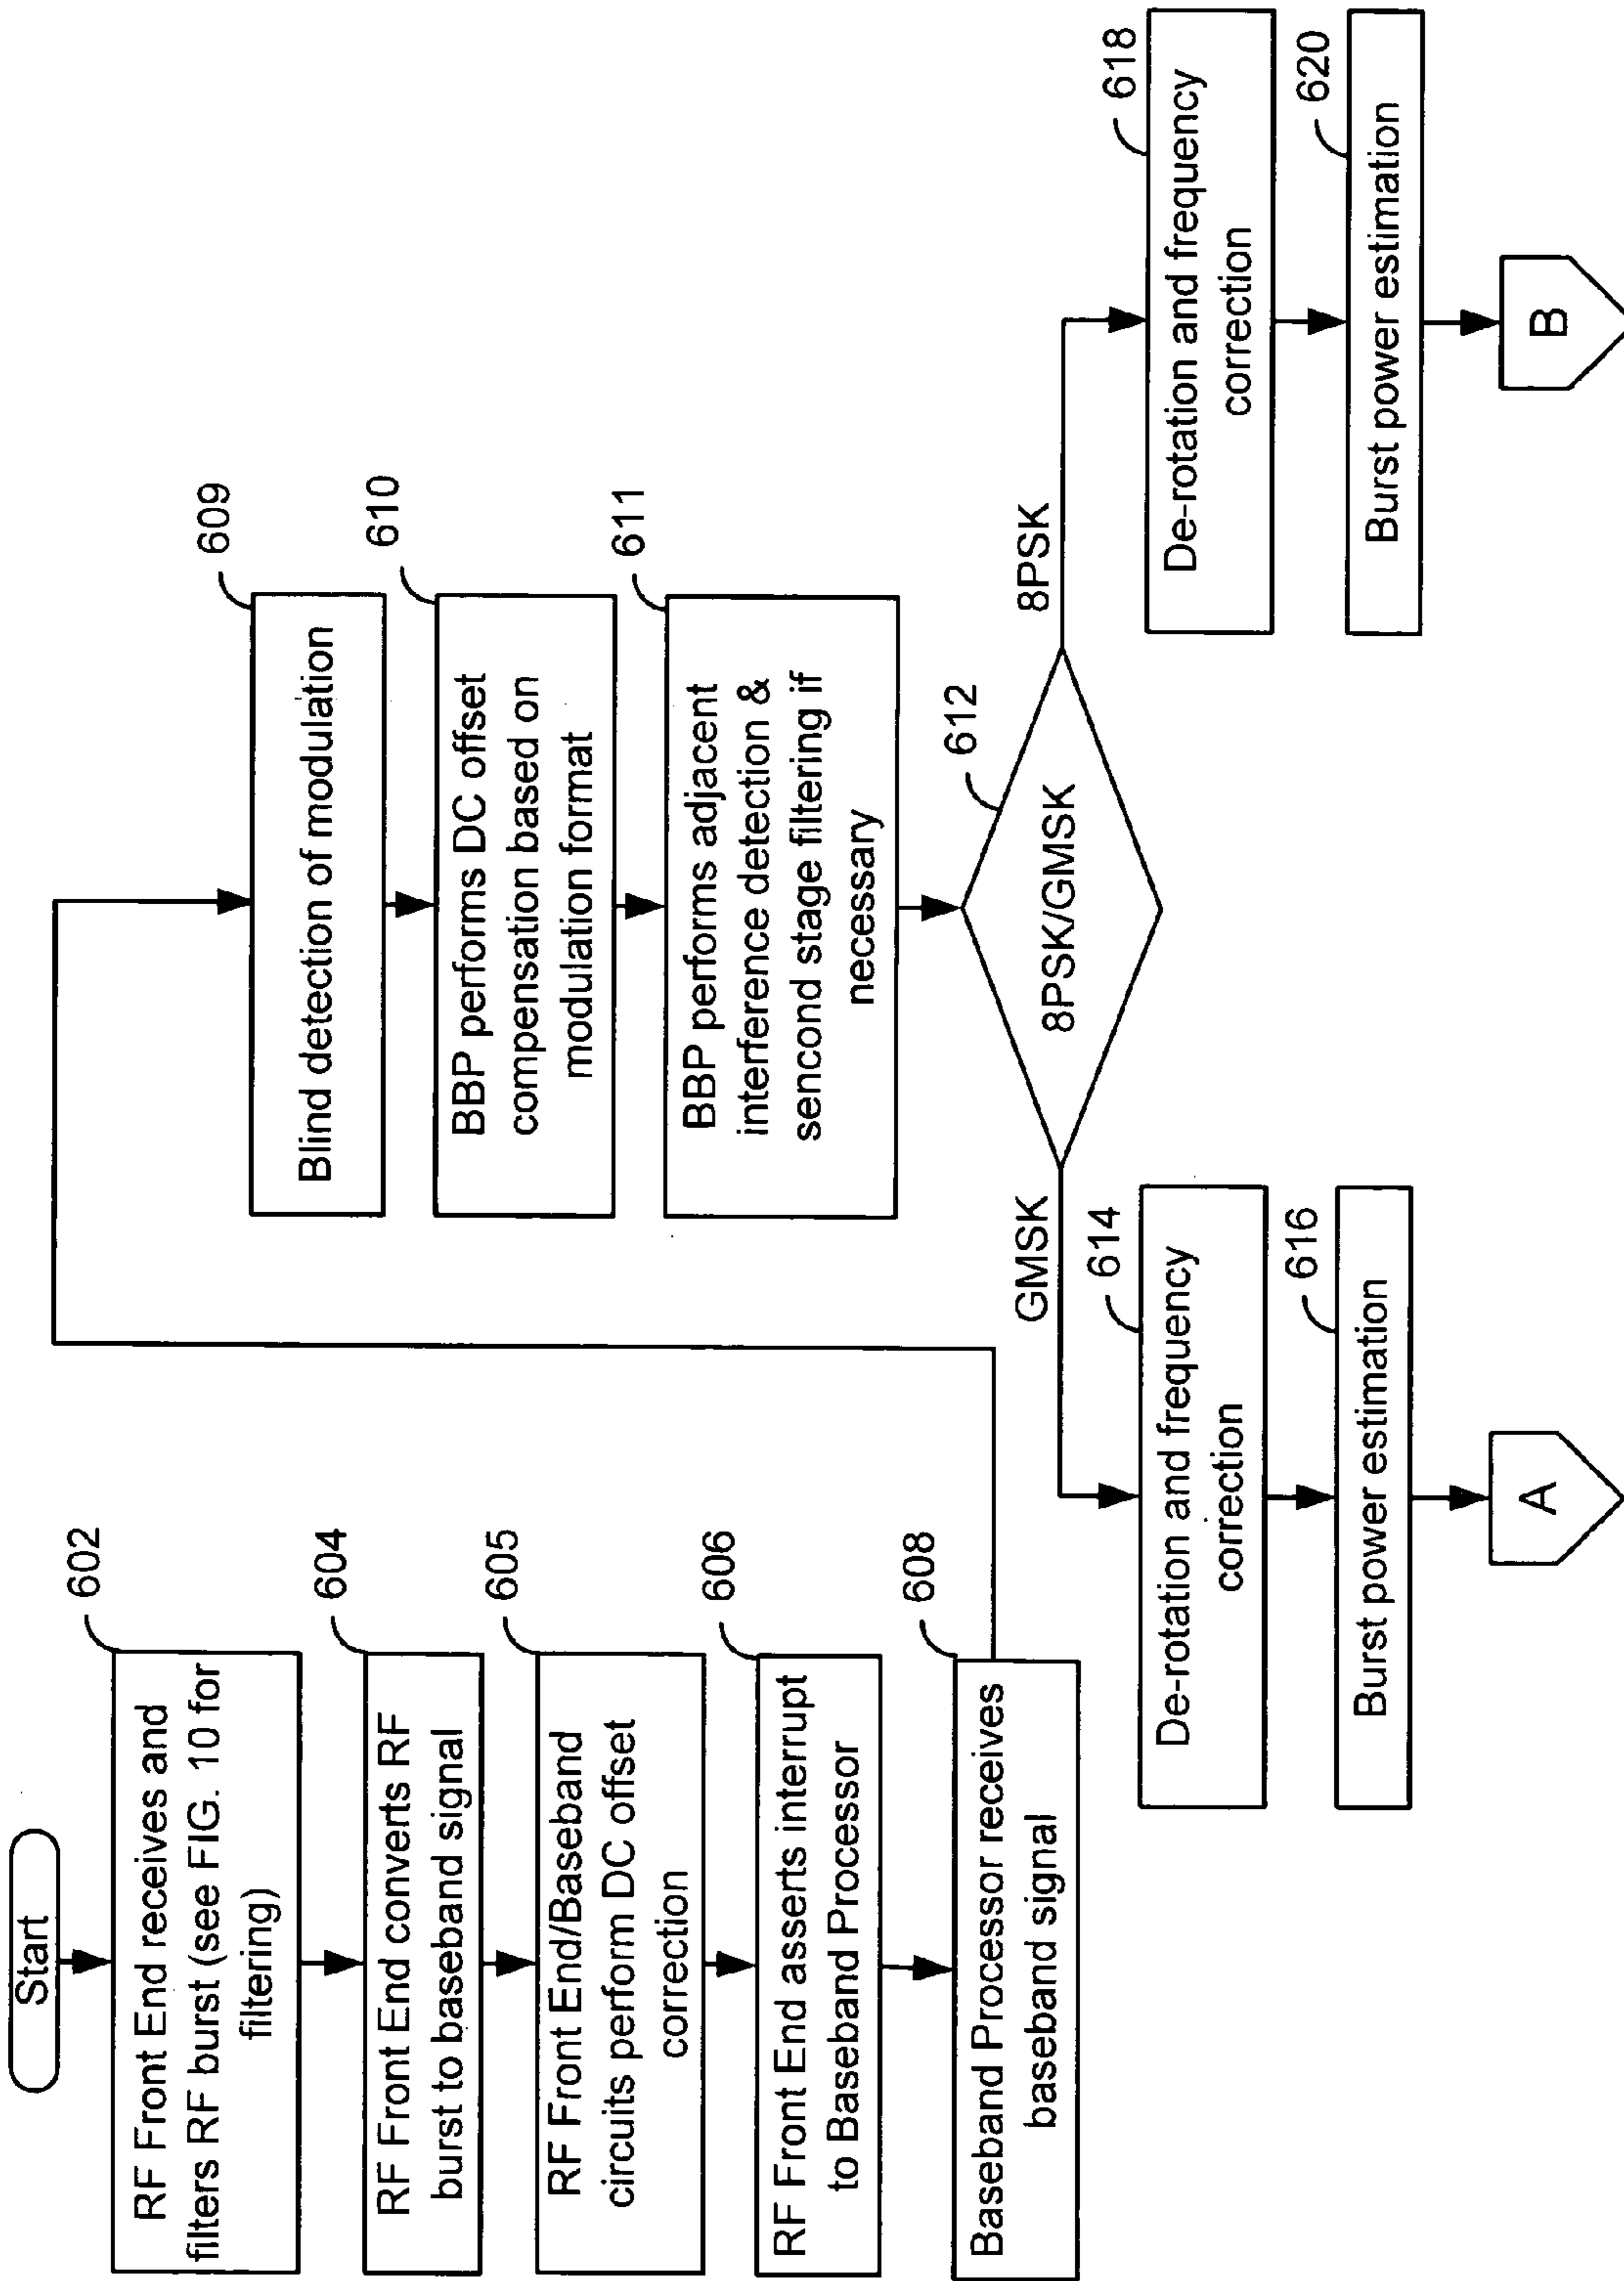 Start
602
RF Front End receives and
filters RF burst (see FIG. 10 for
filtering)
604
RF Front End converts RF
burst to baseband signal
605
RF Front End/Baseband
circuits perform DC offset
correction
606
RF Front End asserts interrupt
to Baseband Processor
608
Baseband Processor receives
baseband signal
609
Blind detection of modulation
610
BBP performs DC offset
compensation based on
modulation format
611
BBP performs adjacent
interference detection &
sencond stage filtering if
necessary
612
8PSK/GMSK
GMSK
8PSK
614
De-rotation and frequency
correction
616
Burst power estimation
A
618
De-rotation and frequency
correction
620
Burst power estimation
B